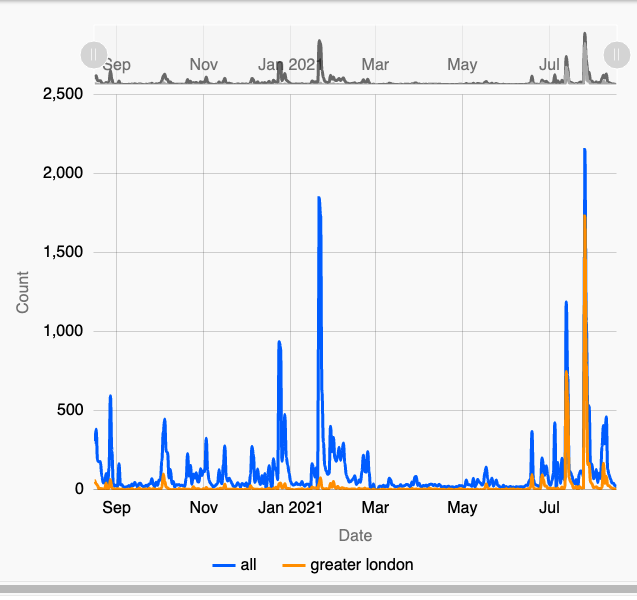 Sep Nov Jan 2021 Mar May Jul
2,500
2,000
1,500
1,000
500
0
Count
Sep Nov Jan 2021 Mar May Jul
Date
all greater london